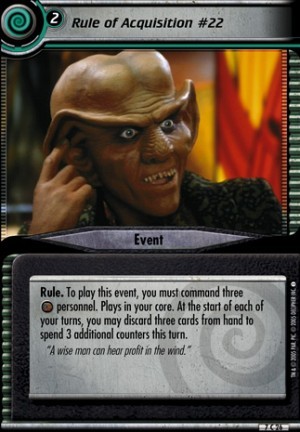 2
Rule of Acquisition #22
Event
Rule. To play this event, you must command three
personnel. Plays in your core. At the start of each of
your turns, you may discard three cards from hand to
spend 3 additional counters this turn.
"A wise man can hear profit in the wind."
7 C 26